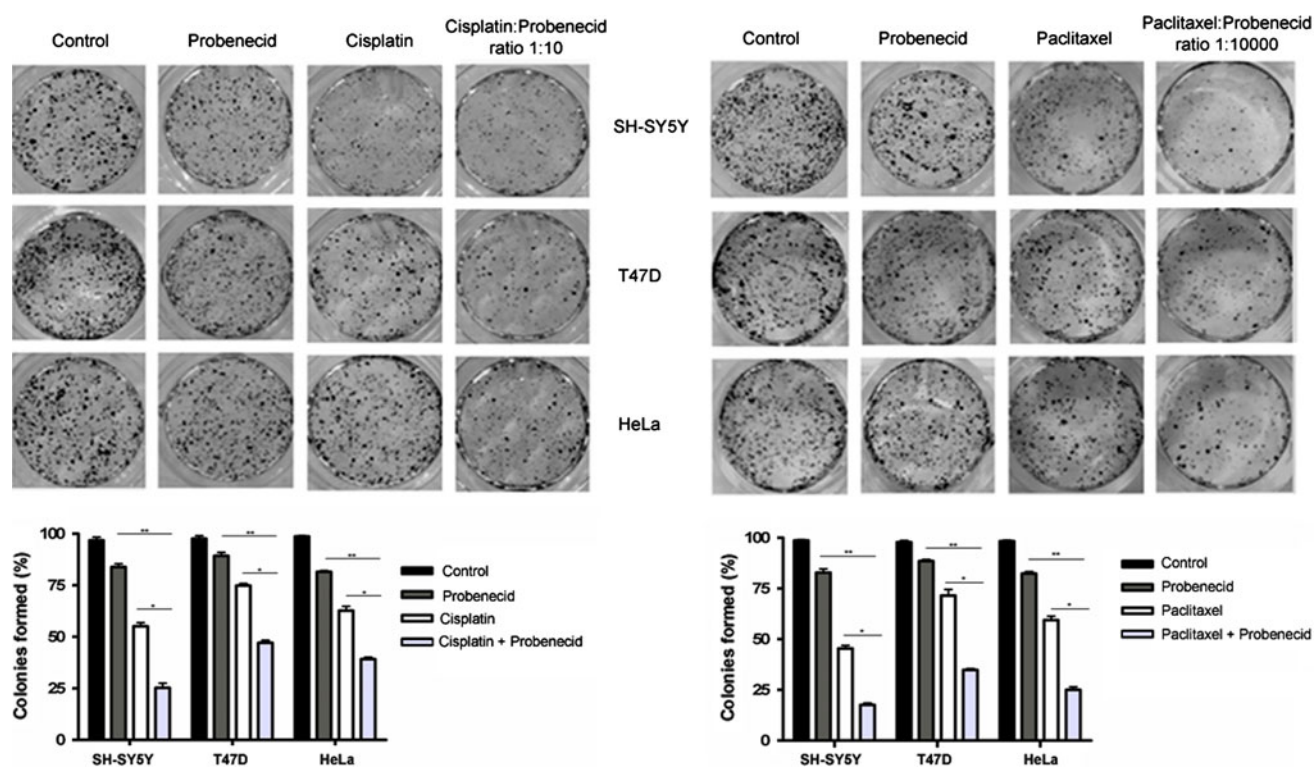 Control
Probenecid
Cisplatin
Cisplatin:Probenecid
ratio 1:10
Control
Probenecid
Paclitaxel
Paclitaxel:Probenecid
ratio 1:10000
SH-SY5Y
T47D
HeLa
Colonies formed (%)
100
75
50
25
0
**
*
**
*
**
*
SH-SY5Y
T47D
HeLa
Control
Probenecid
Cisplatin
Cisplatin + Probenecid
Colonies formed (%)
100
75
50
25
0
**
*
**
*
**
*
SH-SY5Y
T47D
HeLa
Control
Probenecid
Paclitaxel
Paclitaxel + Probenecid